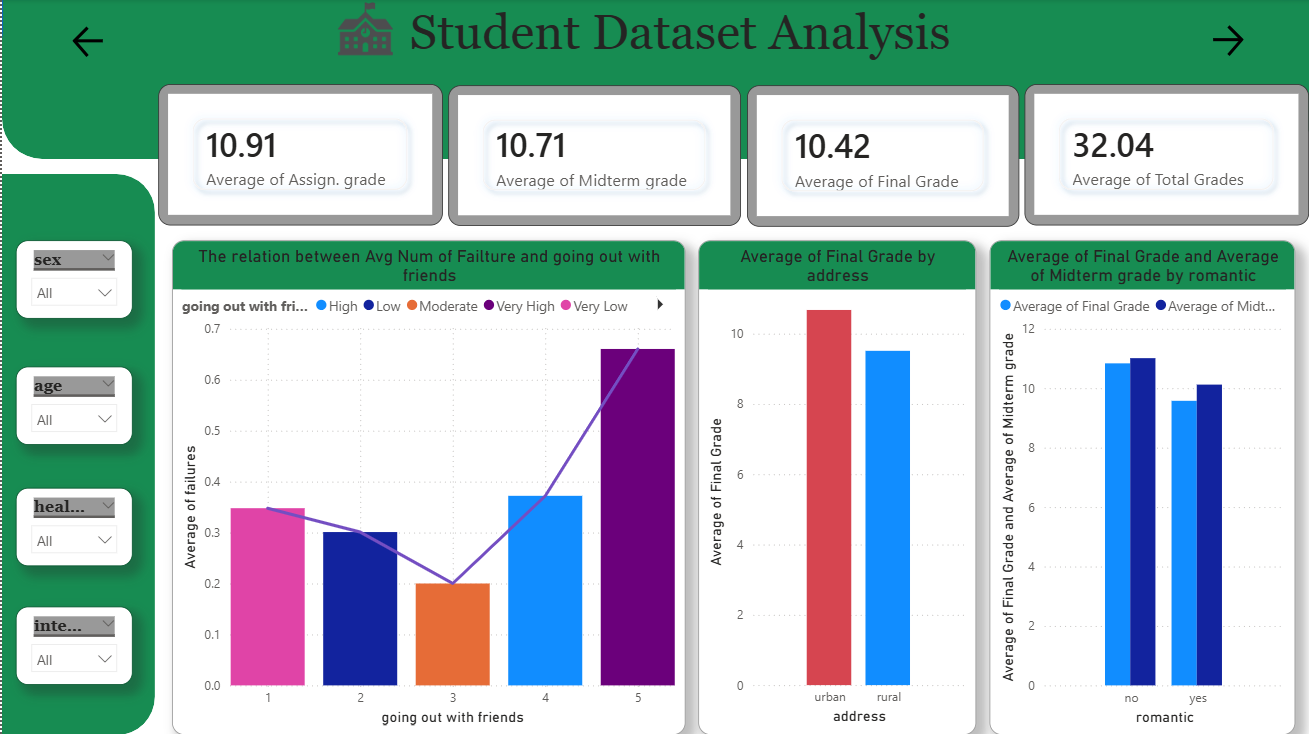 Student Dataset Analysis
10.91
Average of Assign. grade
10.71
Average of Midterm grade
10.42
Average of Final Grade
32.04
Average of Total Grades
sex
All
age
All
heal...
All
inte...
All
The relation between Avg Num of Failture and going out with
friends
going out with fri... High Low Moderate Very High Very Low
Average of failures
0.7
0.6
0.5
0.4
0.3
0.2
0.1
0.0
1 2 3 4 5
going out with friends
Average of Final Grade by
address
Average of Final Grade
10
8
6
4
2
0
urban rural
address
Average of Final Grade and Average
of Midterm grade by romantic
Average of Final Grade Average of Midt...
Average of Final Grade and Average of Midterm grade
12
10
8
6
4
2
0
no yes
romantic